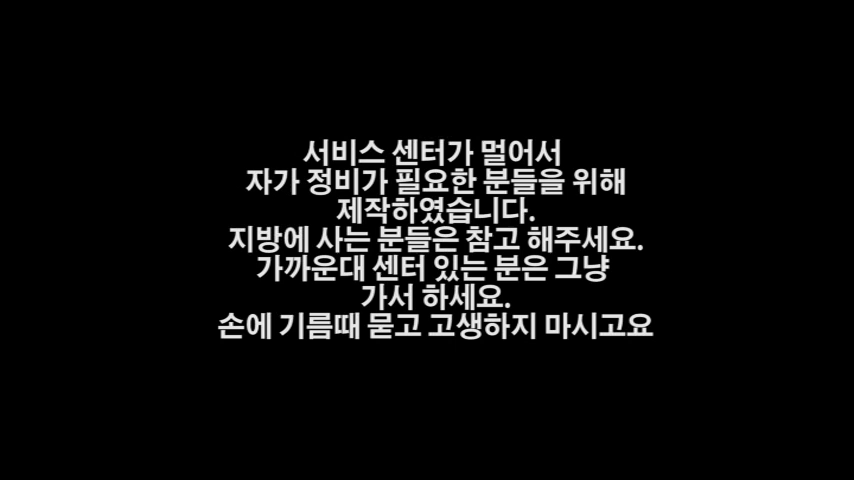 서비스 센터가 멀어서
자가 정비가 필요한 분들을 위해
제작하였습니다.
지방에 사는 분들은 참고 해주세요.
가까운대 센터 있는 분은 그냥
가서 하세요.
손에 기름때 묻고 고생하지 마시고요